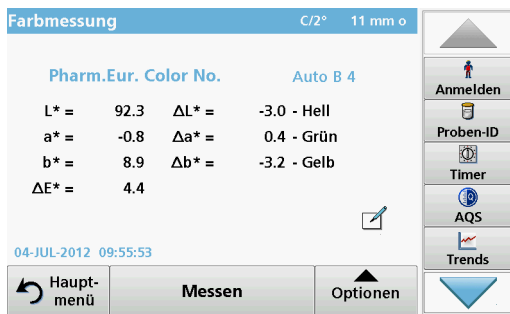 Farbmessung C/2° 11 mm o
Pharm.Eur. Color No. Auto B 4
L* = 92.3 ΔL* = -3.0 - Hell
a* = -0.8 Δa* = 0.4 - Grün
b* = 8.9 Δb* = -3.2 - Gelb
ΔE* = 4.4
04-JUL-2012 09:55:53
Haupt-
menü
Messen
Optionen
Anmelden
Proben-ID
Timer
AQS
Trends